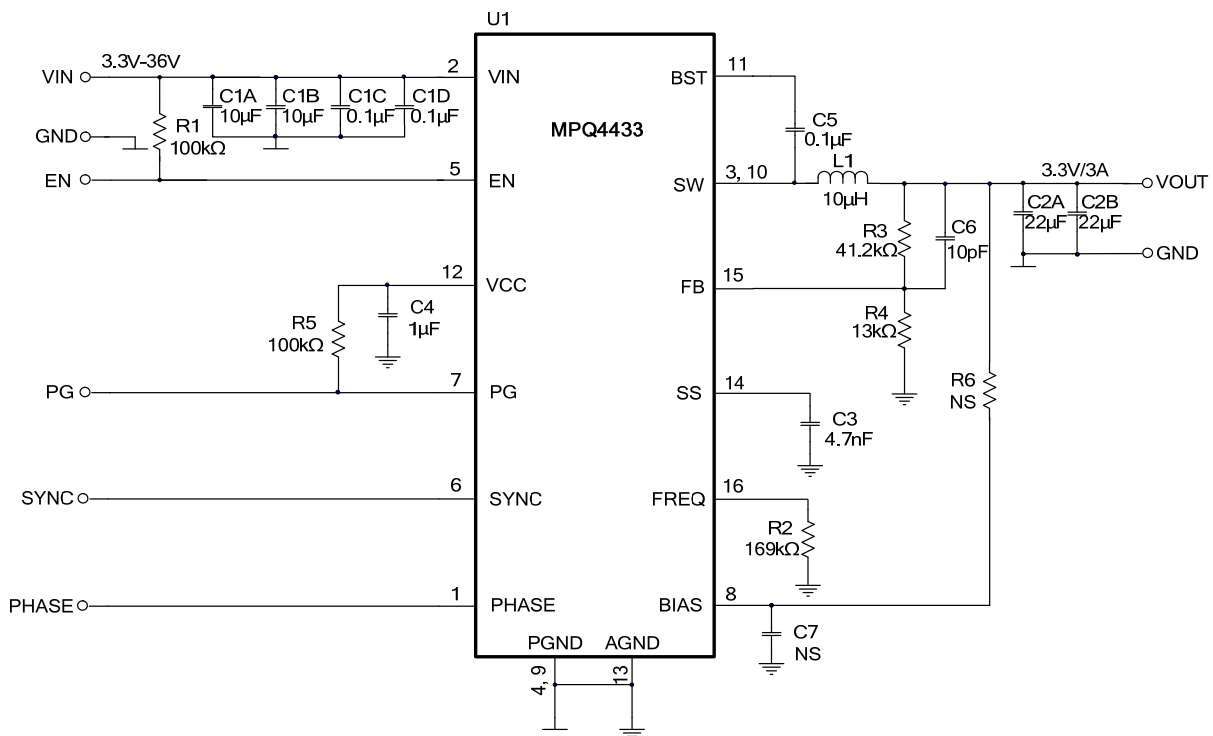 U1
MPQ4433
VIN
3.3V-36V
2
VIN
GND
R1
100kΩ
C1A
10µF
C1B
10µF
C1C
0.1µF
C1D
0.1µF
EN
5
EN
12
VCC
R5
100kΩ
C4
1µF
PG
7
PG
SYNC
6
SYNC
PHASE
1
PHASE
PGND
AGND
4, 9
13
BST
11
C5
0.1µF
SW
3, 10
L1
10µH
3.3V/3A
VOUT
R3
41.2kΩ
C6
10pF
C2A
22µF
C2B
22µF
GND
FB
15
R4
13kΩ
SS
14
C3
4.7nF
R6
NS
FREQ
16
R2
169kΩ
BIAS
8
C7
NS